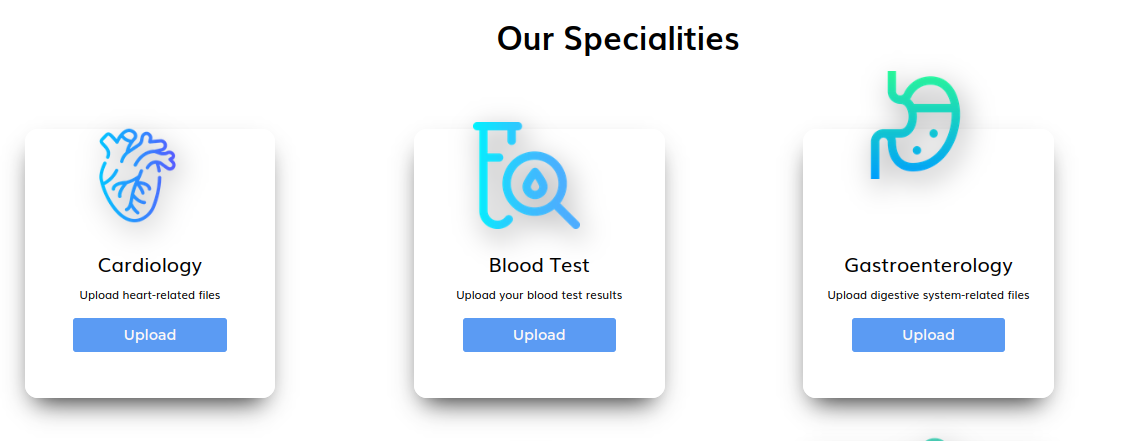 Our Specialities
Cardiology
Upload heart-related files
Upload
Blood Test
Upload your blood test results
Upload
Gastroenterology
Upload digestive system-related files
Upload